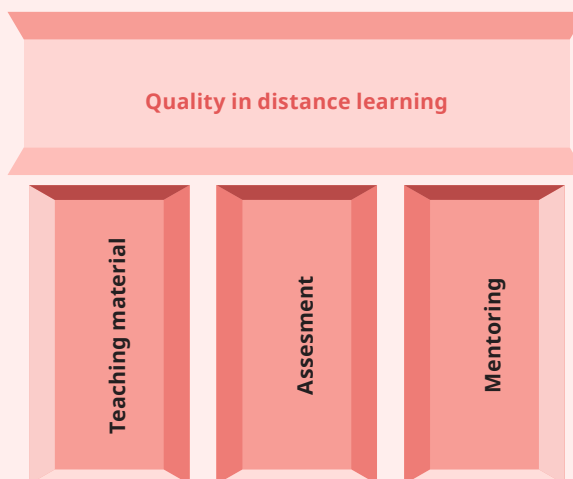 Quality in distance learning
Teaching material
Assesment
Mentoring